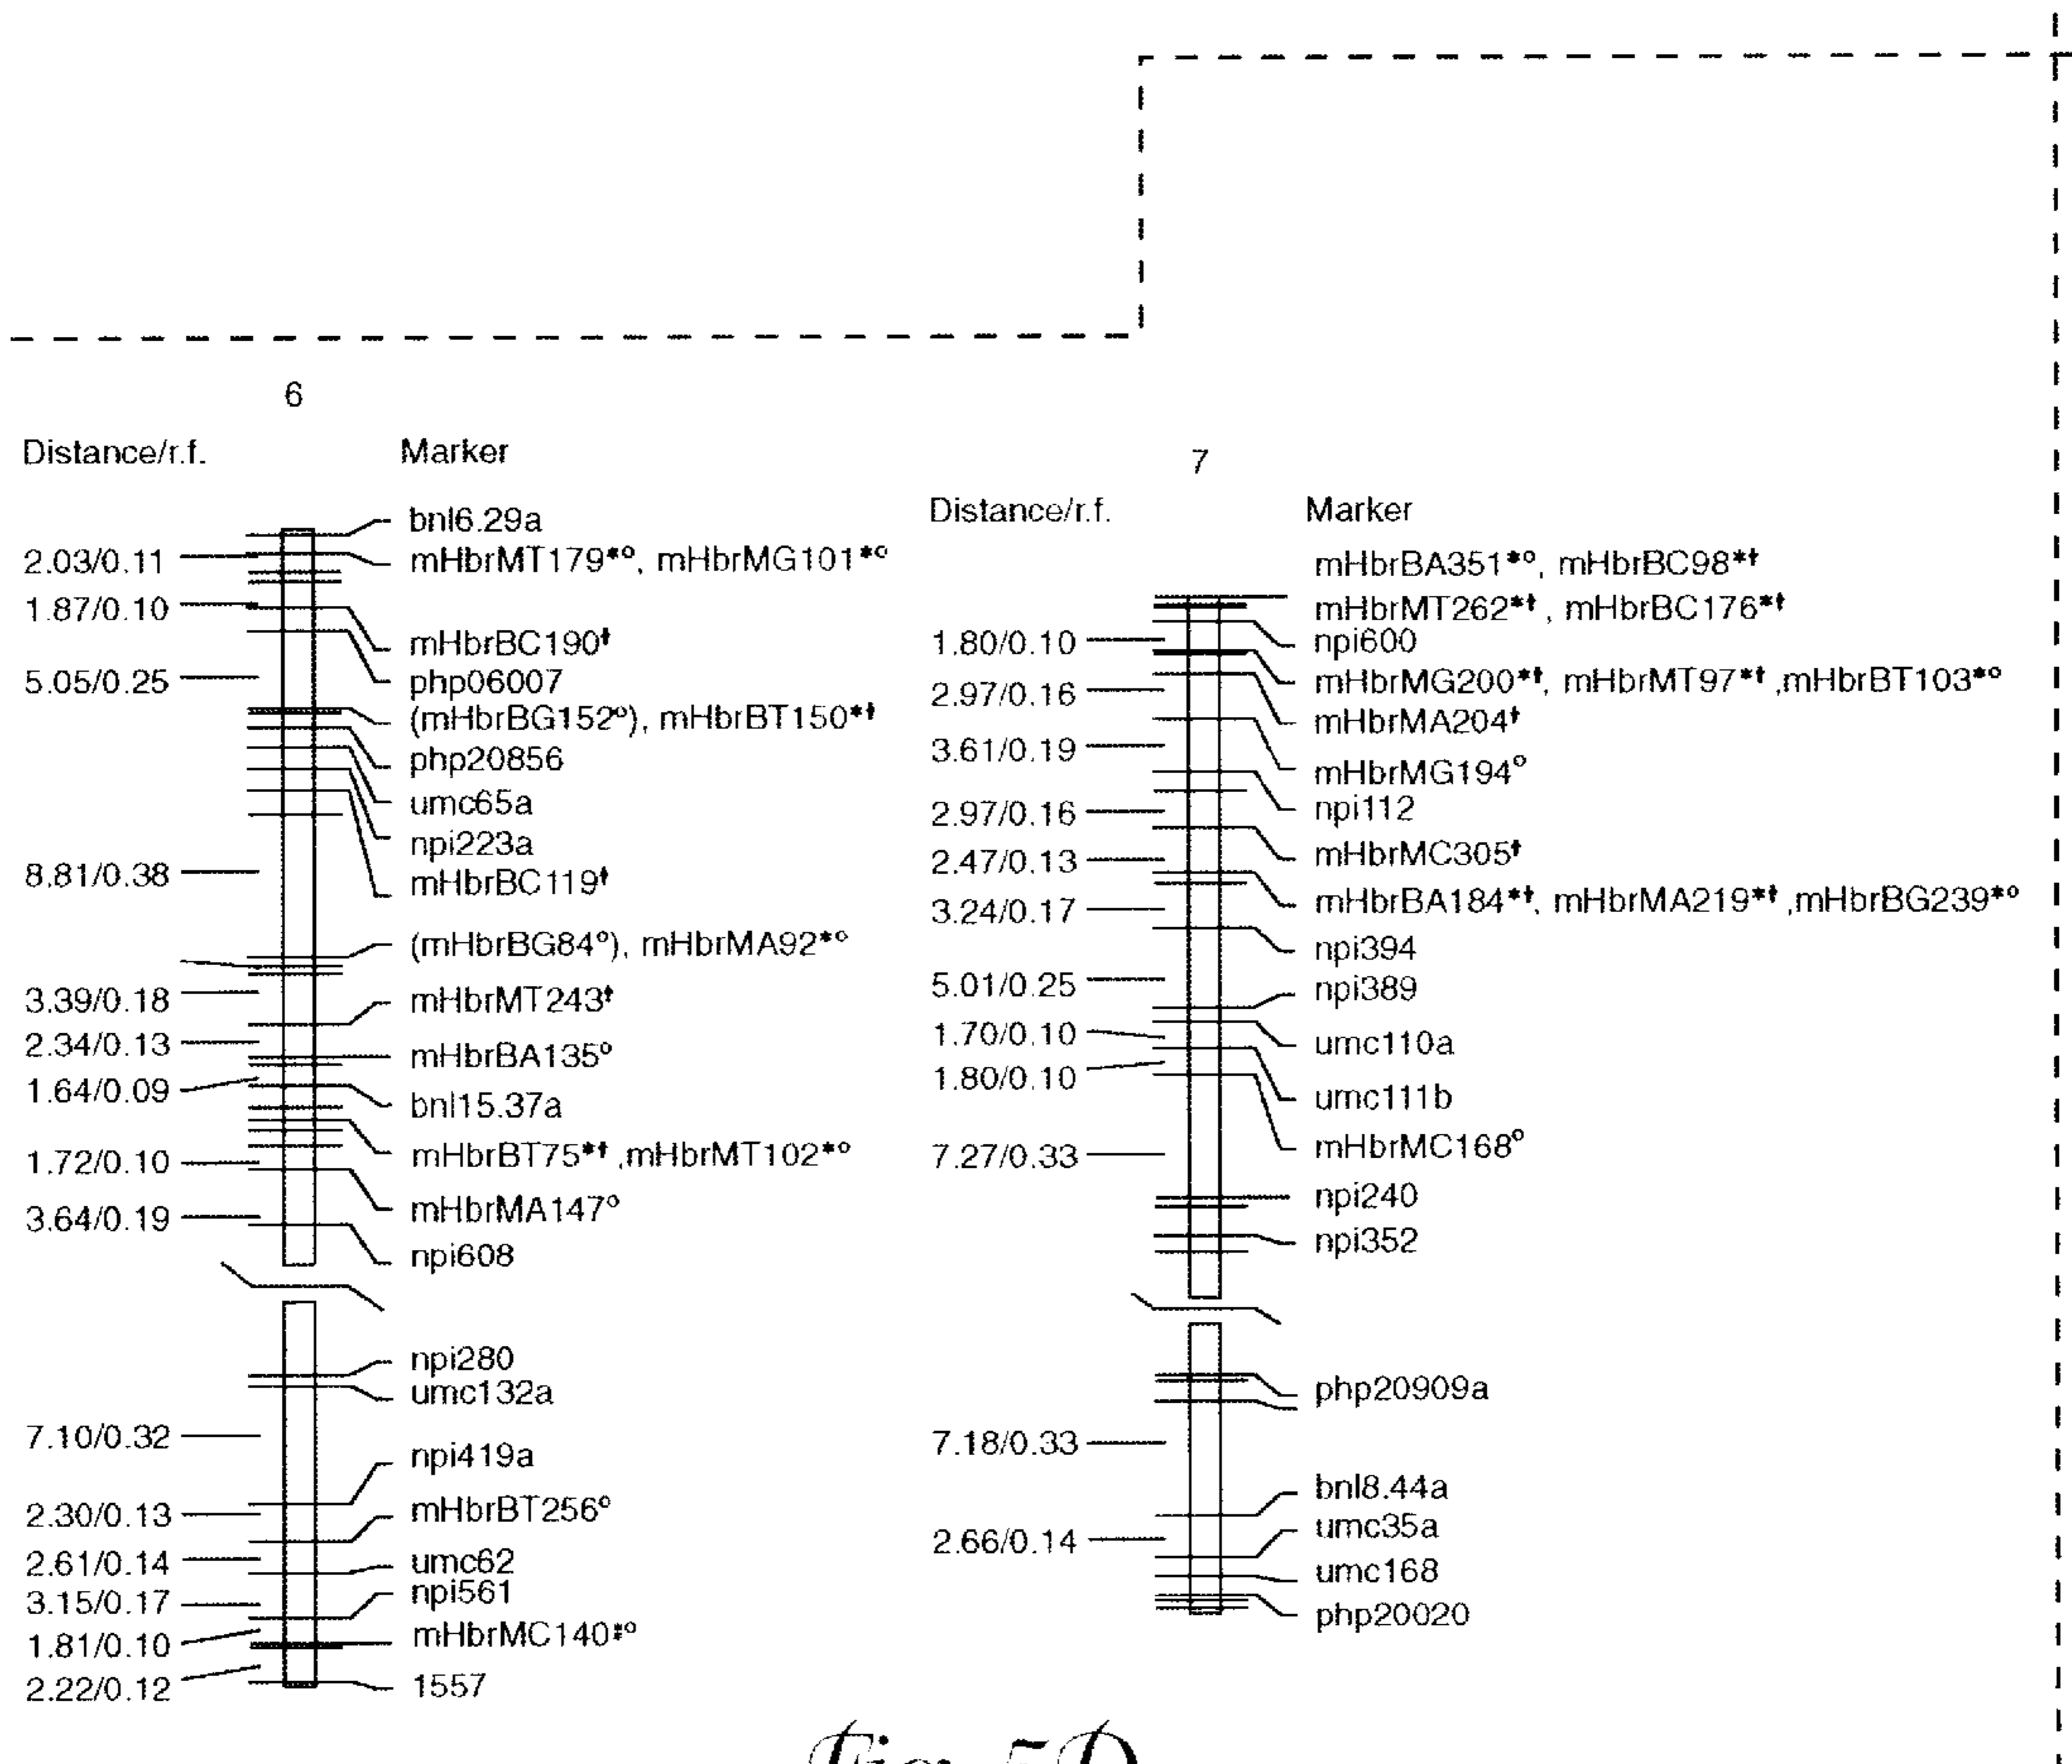 6
Distance/r.f. Marker
bnl6.29a
2.03/0.11 mHbrMT179*°, mHbrMG101*°
1.87/0.10
mHbrBC190†
5.05/0.25 php06007
(mHbrBG152°), mHbrBT150*†
php20856
umc65a
npi223a
8.81/0.38 mHbrBC119†
(mHbrBG84°), mHbrMA92*°
3.39/0.18 mHbrMT243†
2.34/0.13 mHbrBA135°
1.64/0.09 bnl15.37a
1.72/0.10 mHbrBT75*† ,mHbrMT102*°
3.64/0.19 mHbrMA147°
npi608
npi280
umc132a
7.10/0.32 npi419a
2.30/0.13 mHbrBT256°
2.61/0.14 umc62
3.15/0.17 npi561
1.81/0.10 mHbrMC140*°
2.22/0.12 1557
7
Distance/r.f. Marker
mHbrBA351*°, mHbrBC98*†
mHbrMT262*† , mHbrBC176*†
1.80/0.10 npi600
2.97/0.16 mHbrMG200*†, mHbrMT97*† ,mHbrBT103*°
mHbrMA204†
3.61/0.19 mHbrMG194°
2.97/0.16 npi112
2.47/0.13 mHbrMC305†
3.24/0.17 mHbrBA184*†, mHbrMA219*† ,mHbrBG239*°
npi394
5.01/0.25 npi389
1.70/0.10 umc110a
1.80/0.10 umc111b
7.27/0.33 mHbrMC168°
npi240
npi352
php20909a
7.18/0.33 bnl8.44a
2.66/0.14 umc35a
umc168
php20020
Fig. 5D